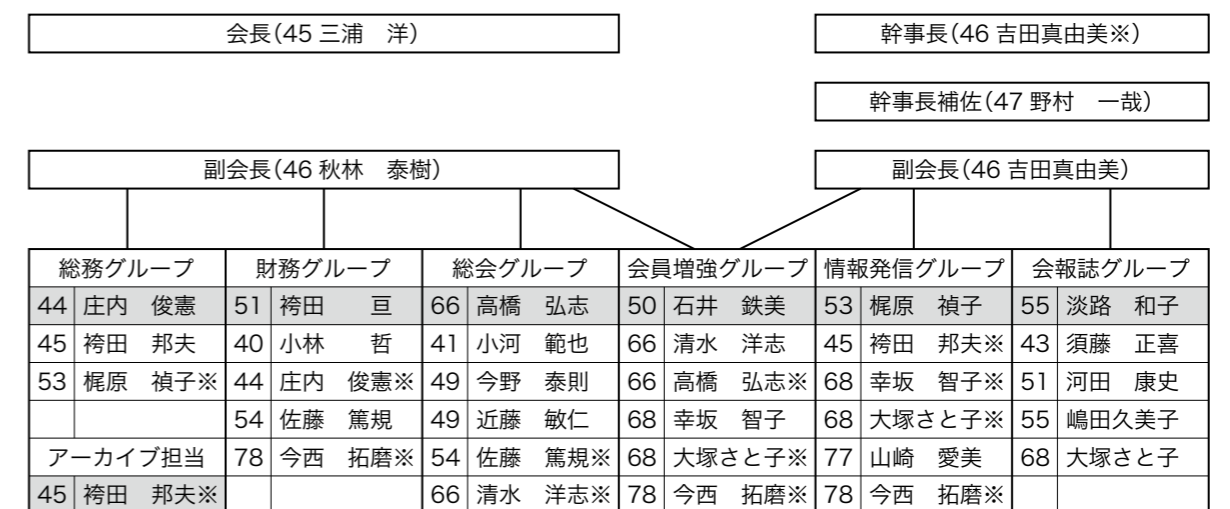 会長(45 三浦　洋)　幹事長(46 吉田真由美※)
幹事長補佐(47 野村　一哉)
副会長(46 秋林　泰樹)　副会長(46 吉田真由美)
総務グループ　財務グループ　総会グループ　会員増強グループ　情報発信グループ　会報誌グループ
44 庄内　俊憲　51 袴田　亘　66 高橋　弘志　50 石井　鉄美　53 梶原　禎子　55 淡路　和子
45 袴田　邦夫　40 小林　哲　41 小河　範也　66 清水　洋志　45 袴田　邦夫※　43 須藤　正喜
53 梶原　禎子※　44 庄内　俊憲※　49 今野　泰則　66 高橋　弘志※　68 幸坂　智子※　51 河田　康史
54 佐藤　篤規　49 近藤　敏仁　68 幸坂　智子　68 大塚さと子※　55 嶋田久美子
アーカイブ担当　78 今西　拓磨※　54 佐藤　篤規※　68 大塚さと子※　77 山崎　愛美　68 大塚さと子
45 袴田　邦夫※　66 清水　洋志※　78 今西　拓磨※　78 今西　拓磨※